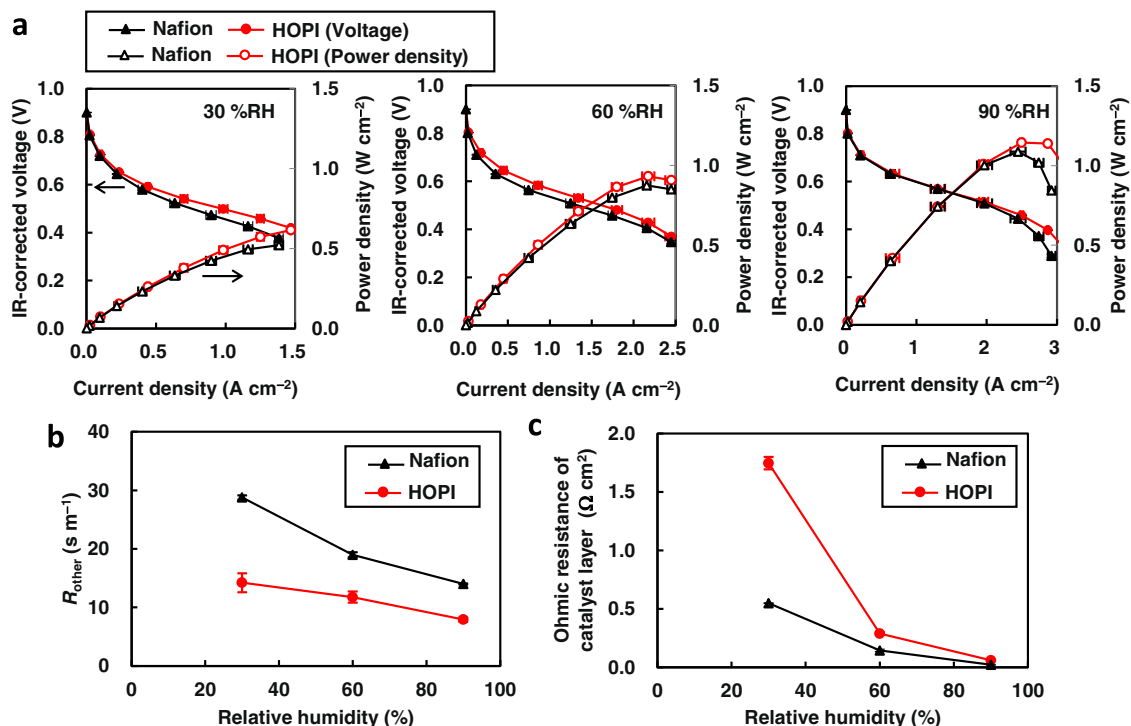 a
Nafion HOPI (Voltage)
Nafion HOPI (Power density)
IR-corrected voltage (V)
1.0
0.8
0.6
0.4
0.2
0.0
30 %RH
0.0 0.5 1.0 1.5
1.5
1.0
0.5
0.0
Power density (W cm⁻²)
Current density (A cm⁻²)
IR-corrected voltage (V)
1.0
0.8
0.6
0.4
0.2
0.0
60 %RH
0.0 0.5 1.0 1.5 2.0 2.5
1.5
1.0
0.5
0.0
Power density (W cm⁻²)
Current density (A cm⁻²)
IR-corrected voltage (V)
1.0
0.8
0.6
0.4
0.2
0.0
90 %RH
0 1 2 3
1.5
1.0
0.5
0.0
Power density (W cm⁻²)
Current density (A cm⁻²)
b
Nafion
HOPI
R other (s m⁻¹)
40
30
20
10
0
0 20 40 60 80 100
Relative humidity (%)
c
Nafion
HOPI
Ohmic resistance of
catalyst layer (Ω cm²)
2.0
1.5
1.0
0.5
0.0
0 20 40 60 80 100
Relative humidity (%)